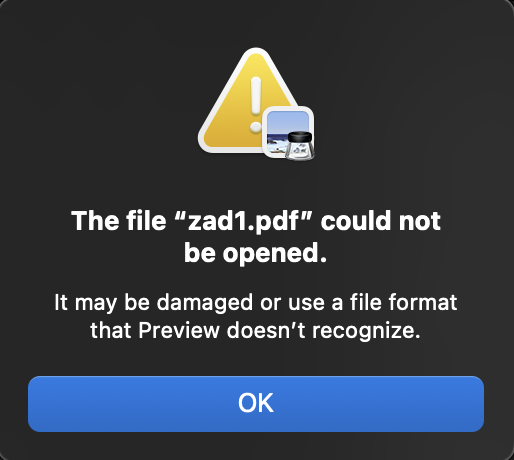 The file “zad1.pdf” could not
be opened.
It may be damaged or use a file format
that Preview doesn’t recognize.
OK